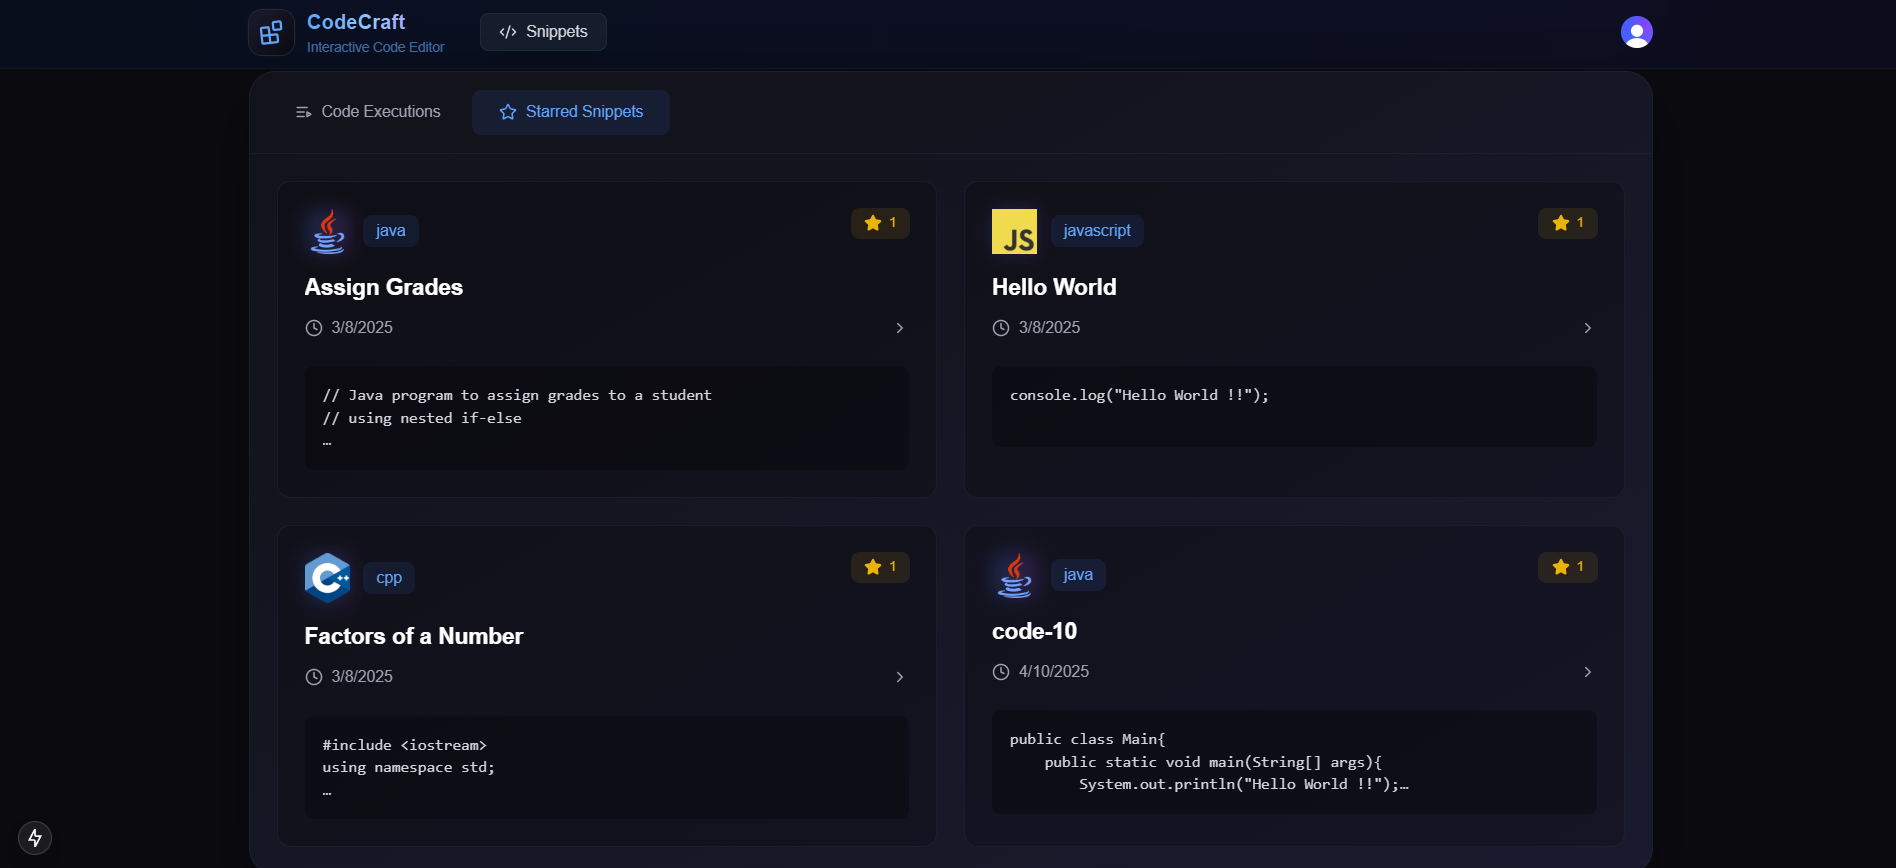 CodeCraft
Interactive Code Editor
Snippets
Code Executions
Starred Snippets
java
1
Assign Grades
3/8/2025
// Java program to assign grades to a student
// using nested if-else
…
JS
javascript
1
Hello World
3/8/2025
console.log("Hello World !!");
C++
cpp
1
Factors of a Number
3/8/2025
#include <iostream>
using namespace std;
…
java
1
code-10
4/10/2025
public class Main{
    public static void main(String[] args){
        System.out.println("Hello World !!");…